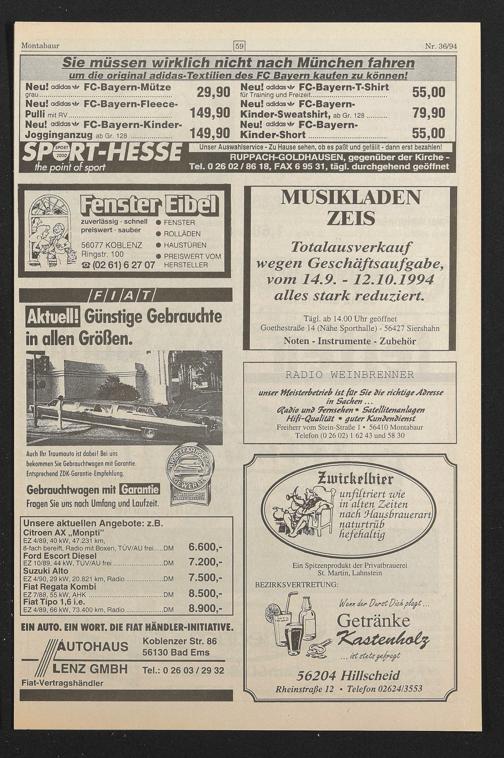 Montabaur
59
Nr. 36/94
Sie müssen wirklich nicht nach München fahren
um die original adidas-Textilien des FC Bayern kaufen zu können!
Neu! adidas FC-Bayern-Mütze
grau 29,90
Neu! adidas FC-Bayern-Fleece-
Pulli mit RV 149,90
Neu! adidas FC-Bayern-Kinder-
Jogginganzug ab Gr. 128 149,90
Neu! adidas FC-Bayern-T-Shirt
für Training und Freizeit 55,00
Neu! adidas FC-Bayern-
Kinder-Sweatshirt, ab Gr. 128 79,90
Neu! adidas FC-Bayern-
Kinder-Short 55,00
SPORT-HESSE
SPORT 2000
the point of sport
Unser Auswahlservice - Zu Hause sehen, ob es paßt und gefällt - dann erst bezahlen!
RUPPACH-GOLDHAUSEN, gegenüber der Kirche -
Tel. 0 26 02 / 86 18, FAX 6 95 31, tägl. durchgehend geöffnet
Fenster Eibel
zuverlässig · schnell
preiswert · sauber
56077 KOBLENZ
Ringstr. 100
☎ (02 61) 6 27 07
● FENSTER
● ROLLÄDEN
● HAUSTÜREN
● PREISWERT VOM
HERSTELLER
MUSIKLADEN
ZEIS
Totalausverkauf
wegen Geschäftsaufgabe,
vom 14.9. - 12.10.1994
alles stark reduziert.
Tägl. ab 14.00 Uhr geöffnet
Goethestraße 14 (Nähe Sporthalle) - 56427 Siershahn
Noten - Instrumente - Zubehör
FIAT
Aktuell! Günstige Gebrauchte
in allen Größen.
Auch Ihr Traumauto ist dabei! Bei uns
bekommen Sie Gebrauchtwagen mit Garantie.
Entsprechend ZDK-Garantie-Empfehlung.
Gebrauchtwagen mit Garantie
Fragen Sie uns nach Umfang und Laufzeit.
Unsere aktuellen Angebote: z.B.
Citroen AX „Monpti"
EZ 4/89, 40 kW, 47.231 km,
8-fach bereift, Radio mit Boxen, TÜV/AU frei DM 6.600,-
Ford Escort Diesel
EZ 10/89, 44 kW, TÜV/AU frei DM 7.200,-
Suzuki Alto
EZ 4/90, 29 kW, 20.821 km, Radio DM 7.500,-
Fiat Regata Kombi
EZ 7/88, 55 kW, AHK DM 8.500,-
Fiat Tipo 1,6 i.e.
EZ 4/89, 66 kW, 73.400 km, Radio DM 8.900,-
EIN AUTO. EIN WORT. DIE FIAT HÄNDLER-INITIATIVE.
AUTOHAUS
LENZ GMBH
Fiat-Vertragshändler
Koblenzer Str. 86
56130 Bad Ems
Tel.: 0 26 03 / 29 32
RADIO WEINBRENNER
unser Meisterbetrieb ist für Sie die richtige Adresse
in Sachen ...
Radio und Fernsehen • Satellitenanlagen
Hifi-Qualität • guter Kundendienst
Freiherr vom Stein-Straße 1 • 56410 Montabaur
Telefon (0 26 02) 1 62 43 und 58 30
Zwickelbier
unfiltriert wie
in alten Zeiten
nach Hausbrauerart
naturtrüb
hefehaltig
Ein Spitzenprodukt der Privatbrauerei
St. Martin, Lahnstein
BEZIRKSVERTRETUNG:
Wenn der Durst Dich plagt ...
Getränke
Kastenholz
... ist stets gefragt
56204 Hillscheid
Rheinstraße 12 • Telefon 02624/3553